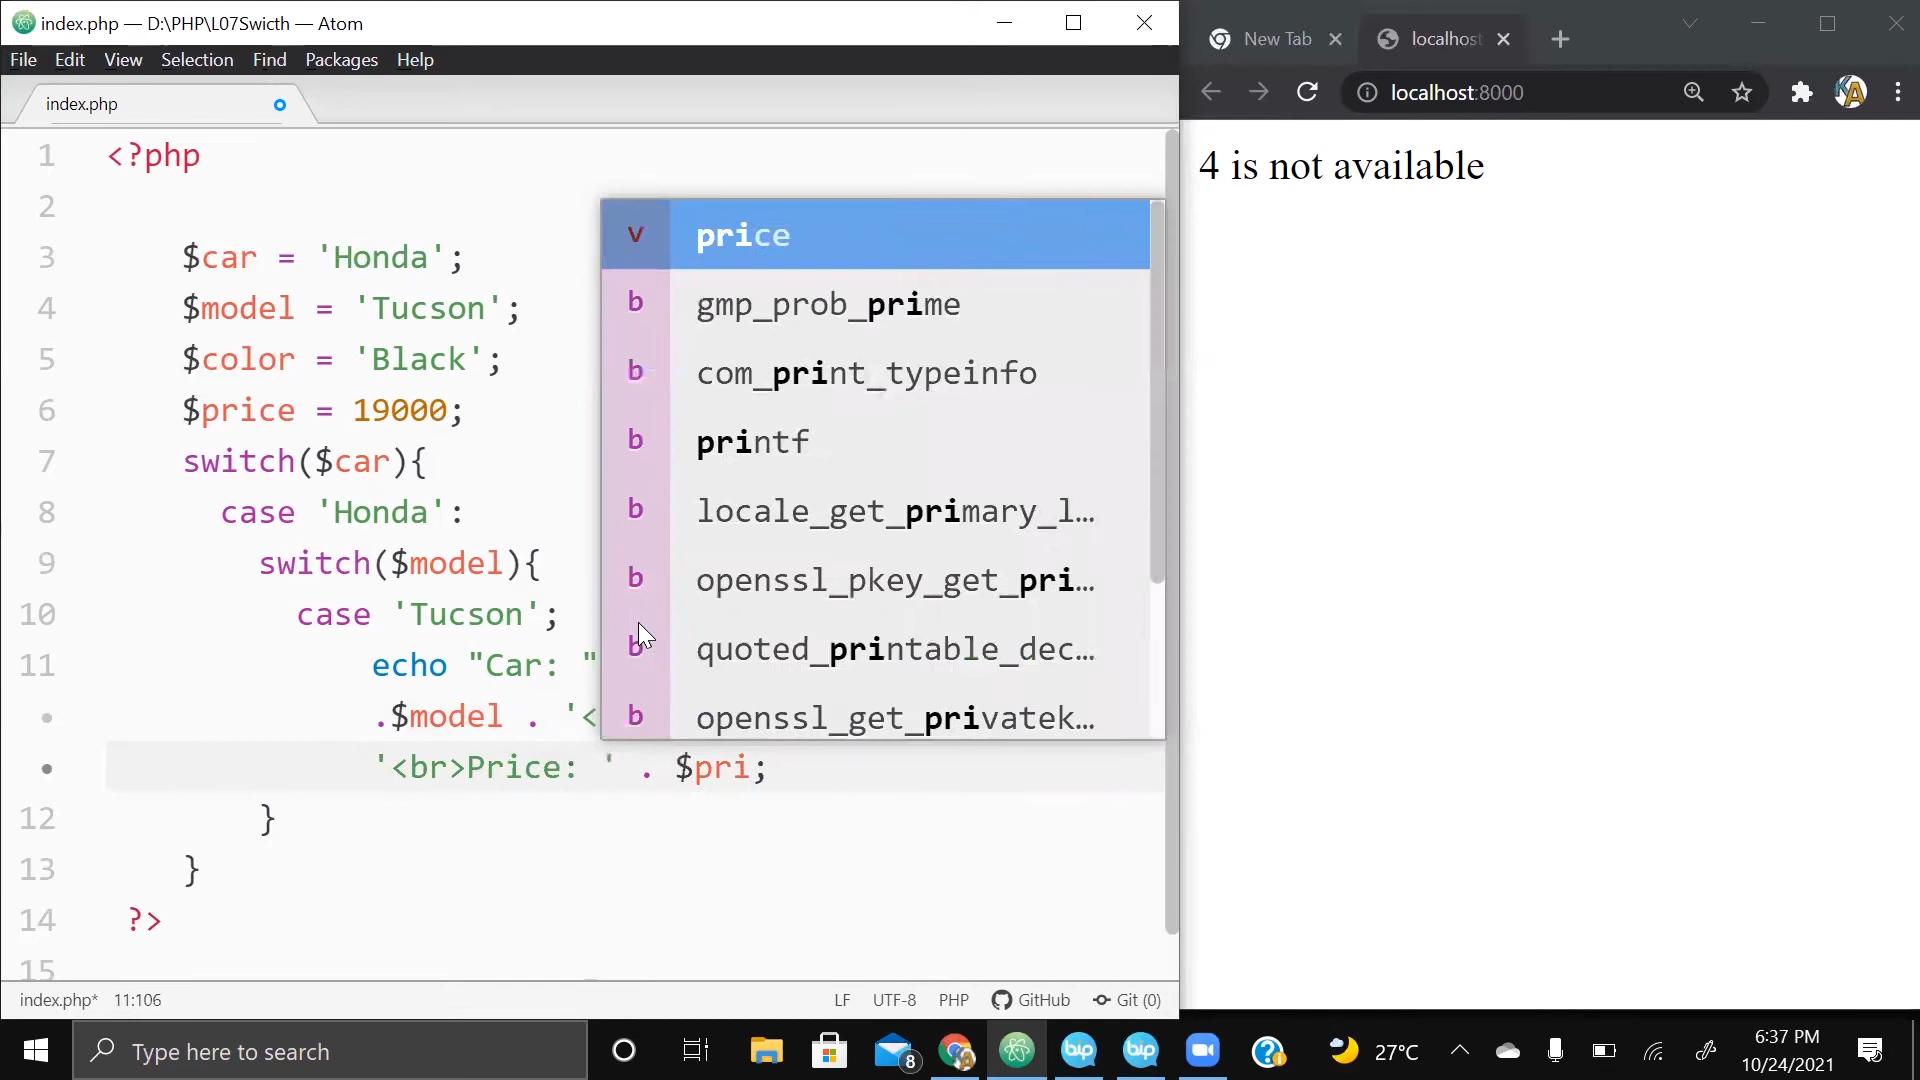 index.php — D:\PHP\L07Swicth — Atom
File Edit View Selection Find Packages Help
index.php
1 <?php
2
3 $car = 'Honda';
4 $model = 'Tucson';
5 $color = 'Black';
6 $price = 19000;
7 switch($car){
8 case 'Honda':
9 switch($model){
10 case 'Tucson';
11 echo "Car: "
• .$model . '<
• '<br>Price: ' . $pri;
12 }
13 }
14 ?>
15
v price
b gmp_prob_prime
b com_print_typeinfo
b printf
b locale_get_primary_l…
b openssl_pkey_get_pri…
b quoted_printable_dec…
b openssl_get_privatek…
index.php* 11:106
LF UTF-8 PHP GitHub Git (0)
New Tab
localhost
localhost:8000
KA
4 is not available
Type here to search
8
bip
bip
27°C
6:37 PM
10/24/2021